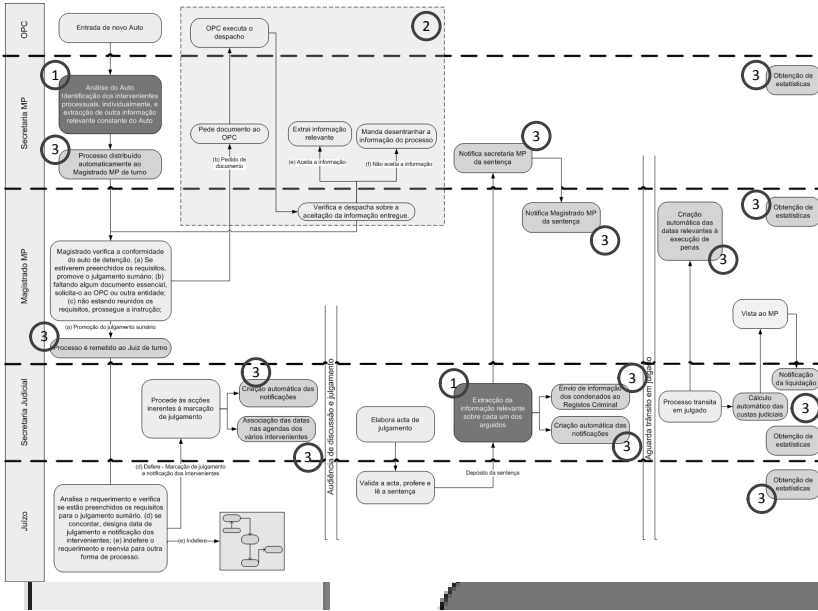 OPC
Entrada de novo Auto
OPC executa o
despacho
2
Secretaria MP
1
Análise do Auto
Identificação dos intervenientes
processuais, individualmente, e
extracção de outra informação
relevante constante do Auto
3
Processo distribuído
automaticamente ao
Magistrado MP de turno
Pede documento ao
OPC
(b) Pedido de
documento
Extrai informação
relevante
(e) Aceita a informação
Manda desentranhar a
informação do processo
(f) Não aceita a informação
3
Notifica secretaria MP
da sentença
3
Obtenção de
estatísticas
Magistrado MP
Verifica e despacha sobre a
aceitação da informação entregue.
Magistrado verifica a conformidade
do auto de detenção. (a) Se
estiverem preenchidos os requisitos,
promove o julgamento sumário; (b)
faltando algum documento essencial,
solicita-o ao OPC ou outra entidade;
(c) não estando reunidos os
requisitos, prossegue a instrução;
(a) Promoção do julgamento sumário
3
Processo é remetido ao Juiz de turno
Notifica Magistrado MP
da sentença
3
Criação
automática das
datas relevantes à
execução de
penas
3
3
Obtenção de
estatísticas
Vista ao MP
Secretaria Judicial
Procede às acções
inerentes à marcação
de julgamento
3
Criação automática das
notificações
Associação das datas
nas agendas dos
vários intervenientes
3
(d) Defere - Marcação de julgamento
e notificação dos intervenientes
Audiência de discussão e julgamento
Elabora acta de
julgamento
1
Extracção da
informação relevante
sobre cada um dos
arguidos
3
Envio de informação
dos condenados ao
Registos Criminal
Criação automática das
notificações
3
Aguarda trânsito em julgado
Processo transita
em julgado
Notificação
da liquidação
Cálculo
automático das
custas judiciais
3
Obtenção de
estatísticas
Juízo
Analisa o requerimento e verifica
se estão preenchidos os requisitos
para o julgamento sumário. (d) se
concordar, designa data de
julgamento e notificação dos
intervenientes; (e) indefere o
requerimento e reenvia para outra
forma de processo.
(e) Indefere
Valida a acta, profere e
lê a sentença
Depósito da sentença
Obtenção de
estatísticas
3